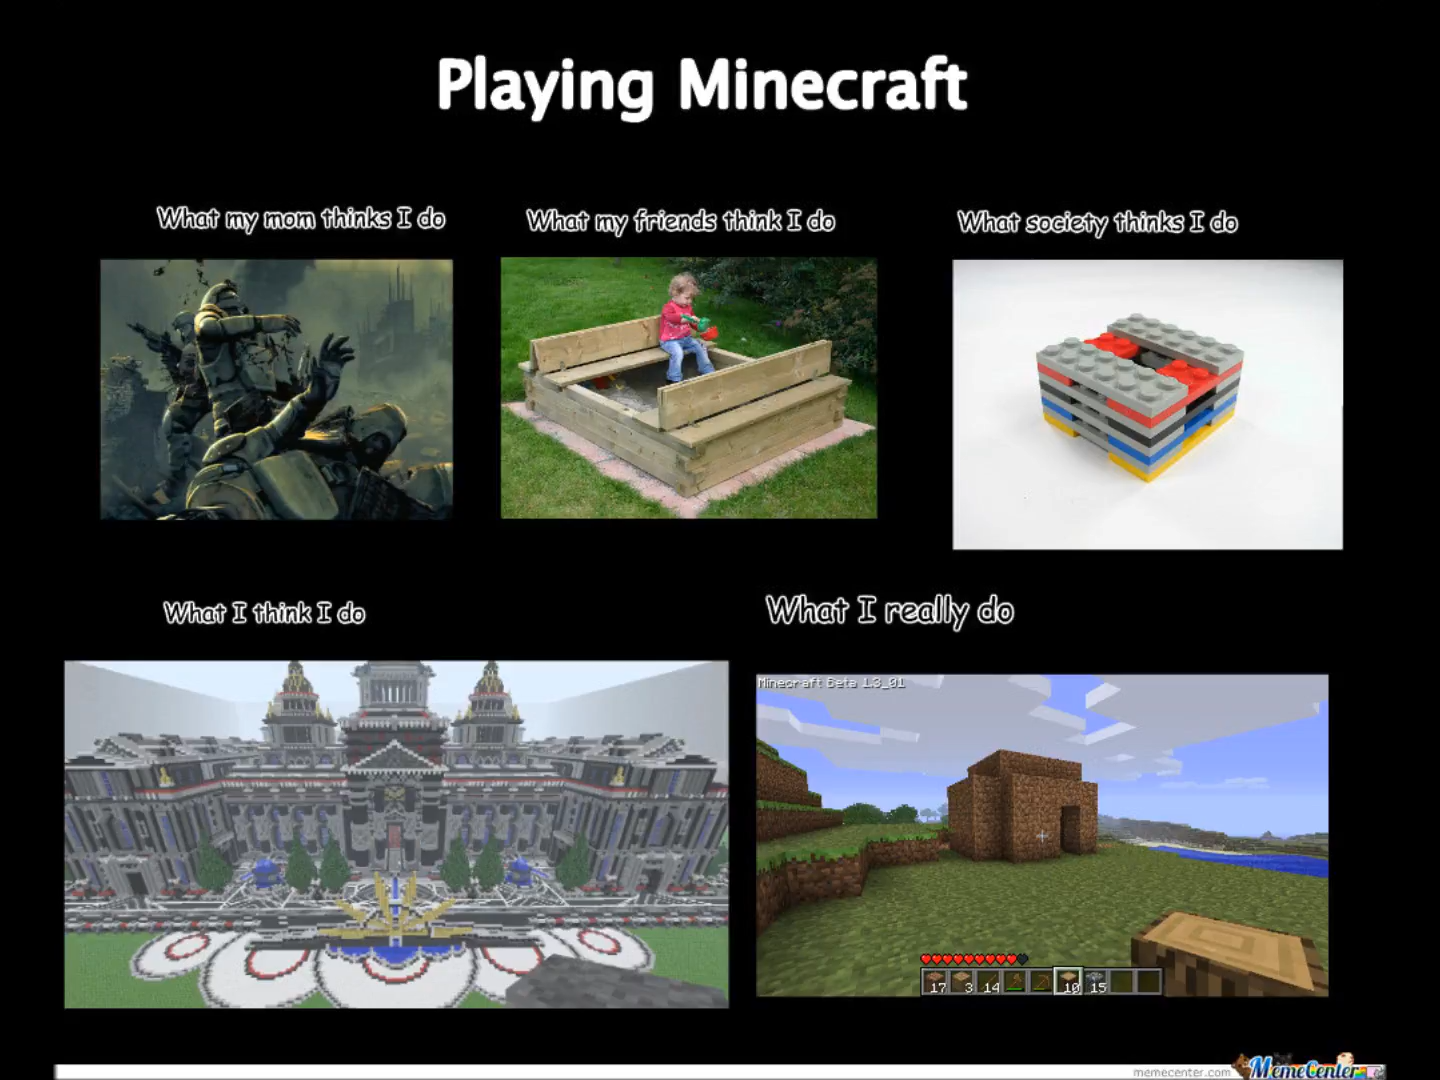 Playing Minecraft
What my mom thinks I do
What my friends think I do
What society thinks I do
What I think I do
What I really do
Minecraft Beta 1.3_01
17 3 14 10 15
memecenter.com MemeCenter